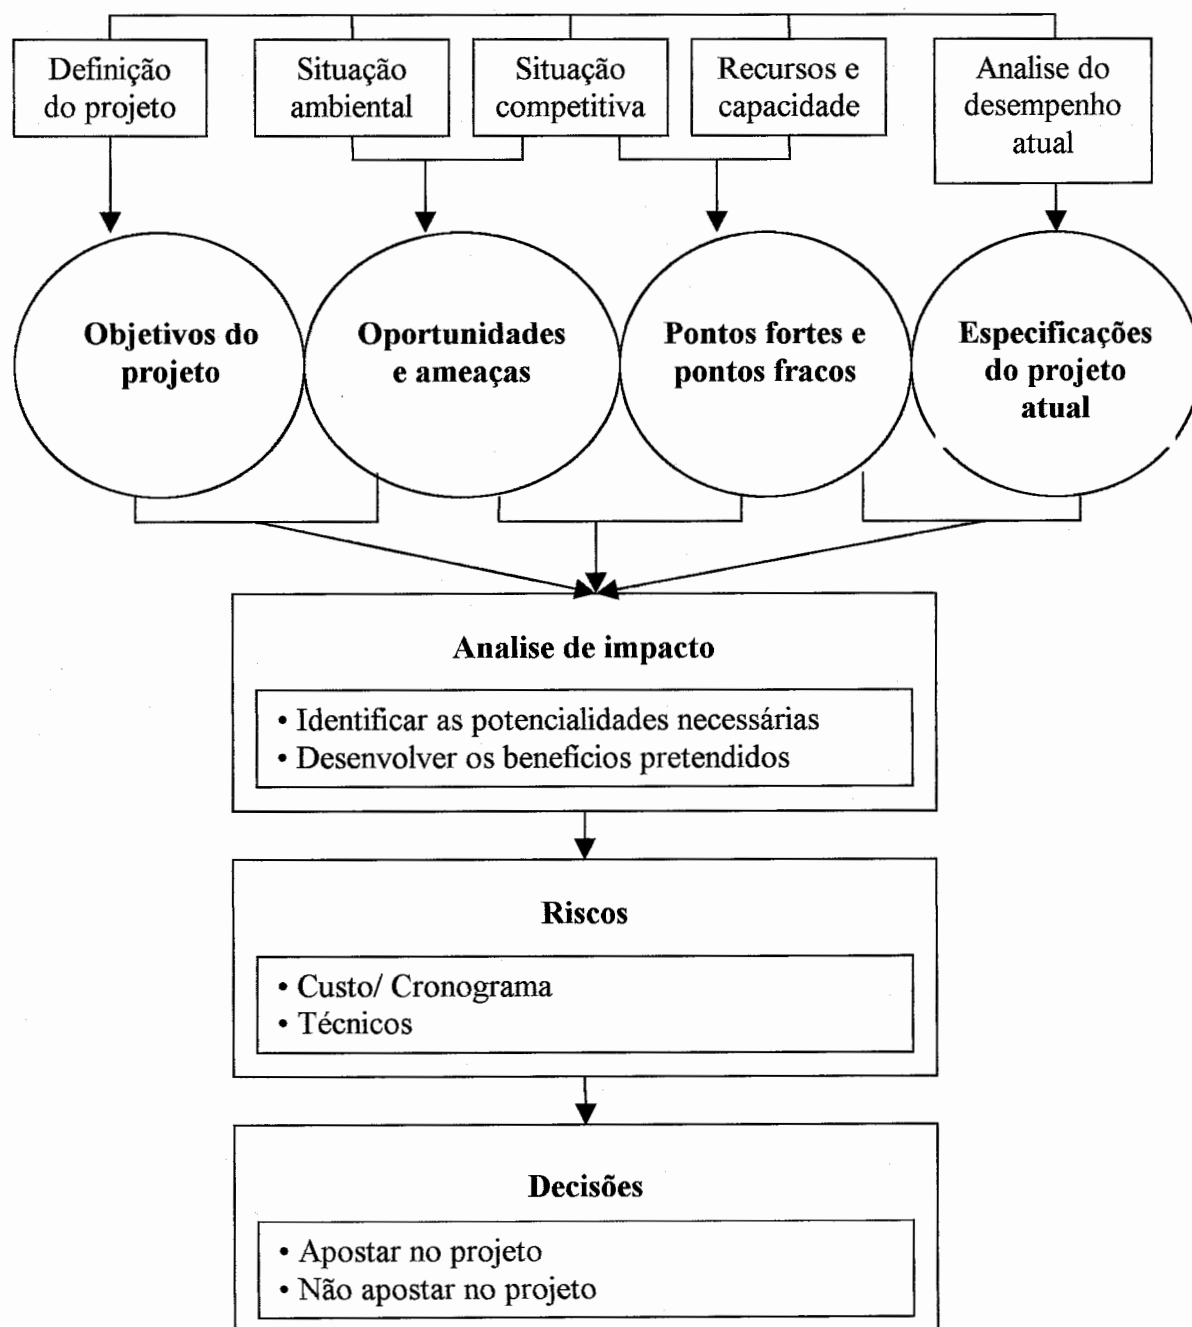 Definição
do projeto
Situação
ambiental
Situação
competitiva
Recursos e
capacidade
Analise do
desempenho
atual
Objetivos do
projeto
Oportunidades
e ameaças
Pontos fortes e
pontos fracos
Especificações
do projeto
atual
Analise de impacto
• Identificar as potencialidades necessárias
• Desenvolver os benefícios pretendidos
Riscos
• Custo/ Cronograma
• Técnicos
Decisões
• Apostar no projeto
• Não apostar no projeto